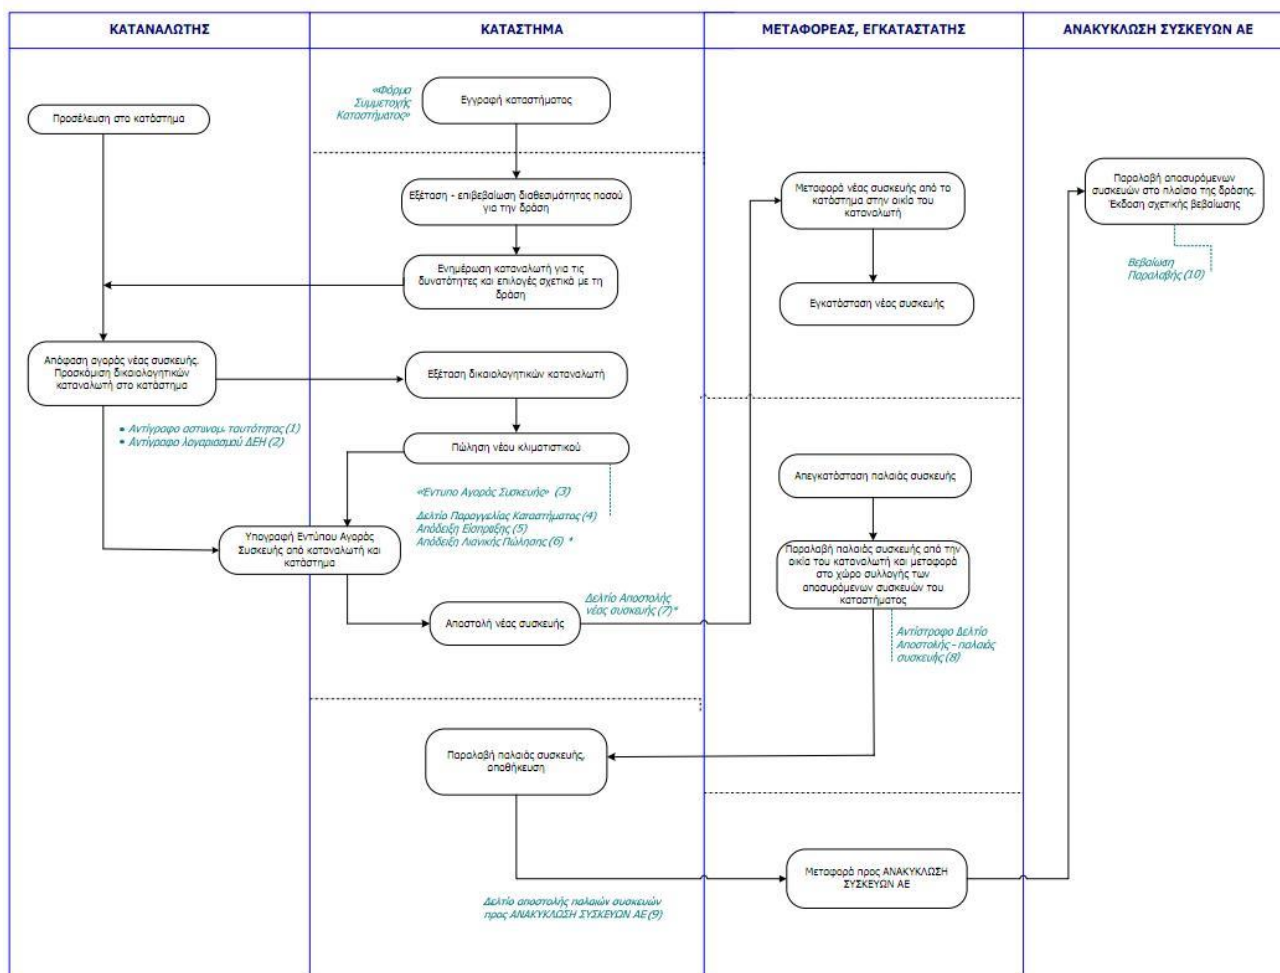 ΚΑΤΑΝΑΛΩΤΗΣ
ΚΑΤΑΣΤΗΜΑ
ΜΕΤΑΦΟΡΕΑΣ, ΕΓΚΑΤΑΣΤΑΤΗΣ
ΑΝΑΚΥΚΛΩΣΗ ΣΥΣΚΕΥΩΝ ΑΕ
Προσέλευση στο κατάστημα
«Φόρμα
Συμμετοχής
Καταστήματος»
Εγγραφή καταστήματος
Εξέταση - επιβεβαίωση διαθεσιμότητας ποσού
για την δράση
Ενημέρωση καταναλωτή για τις
δυνατότητες και επιλογές σχετικά με τη
δράση
Μεταφορά νέας συσκευής από το
κατάστημα στην οικία του
καταναλωτή
Εγκατάσταση νέας συσκευής
Παραλαβή αποσυρόμενων
συσκευών στο πλαίσιο της δράσης.
Έκδοση σχετικής βεβαίωσης
Βεβαίωση
Παραλαβής (10)
Απόφαση αγοράς νέας συσκευής.
Προσκόμιση δικαιολογητικών
καταναλωτή στο κατάστημα
• Αντίγραφο αστυνομ. ταυτότητας (1)
• Αντίγραφο λογαριασμού ΔΕΗ (2)
Εξέταση δικαιολογητικών καταναλωτή
Πώληση νέου κλιματιστικού
«Έντυπο Αγοράς Συσκευής» (3)
Δελτίο Παραγγελίας Καταστήματος (4)
Απόδειξη Είσπραξης (5)
Απόδειξη Λιανικής Πώλησης (6) *
Υπογραφή Εντύπου Αγοράς
Συσκευής από καταναλωτή και
κατάστημα
Αποστολή νέας συσκευής
Δελτίο Αποστολής
νέας συσκευής (7)*
Απεγκατάσταση παλαιάς συσκευής
Παραλαβή παλαιάς συσκευής από την
οικία του καταναλωτή και μεταφορά
στο χώρο συλλογής των
αποσυρόμενων συσκευών του
καταστήματος
Αντίστροφο Δελτίο
Αποστολής - παλαιάς
συσκευής (8)
Παραλαβή παλαιάς συσκευής,
αποθήκευση
Δελτίο αποστολής παλαιών συσκευών
προς ΑΝΑΚΥΚΛΩΣΗ ΣΥΣΚΕΥΩΝ ΑΕ (9)
Μεταφορά προς ΑΝΑΚΥΚΛΩΣΗ
ΣΥΣΚΕΥΩΝ ΑΕ